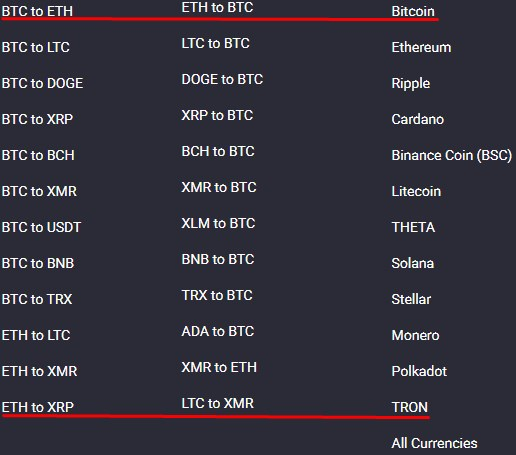 BTC to ETH ETH to BTC Bitcoin
BTC to LTC LTC to BTC Ethereum
BTC to DOGE DOGE to BTC Ripple
BTC to XRP XRP to BTC Cardano
BTC to BCH BCH to BTC Binance Coin (BSC)
BTC to XMR XMR to BTC Litecoin
BTC to USDT XLM to BTC THETA
BTC to BNB BNB to BTC Solana
BTC to TRX TRX to BTC Stellar
ETH to LTC ADA to BTC Monero
ETH to XMR XMR to ETH Polkadot
ETH to XRP LTC to XMR TRON
All Currencies